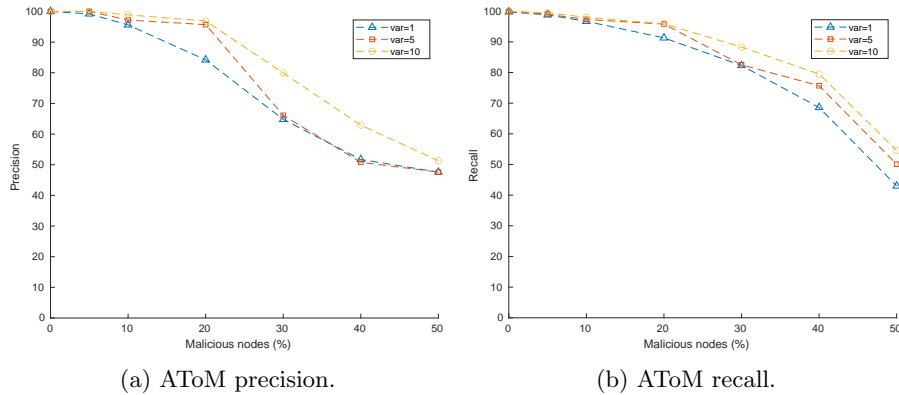 100
90
80
70
60
50
40
30
20
10
0
Precision
0 10 20 30 40 50
Malicious nodes (%)
var=1
var=5
var=10
(a) AToM precision.
100
90
80
70
60
50
40
30
20
10
0
Recall
0 10 20 30 40 50
Malicious nodes (%)
var=1
var=5
var=10
(b) AToM recall.